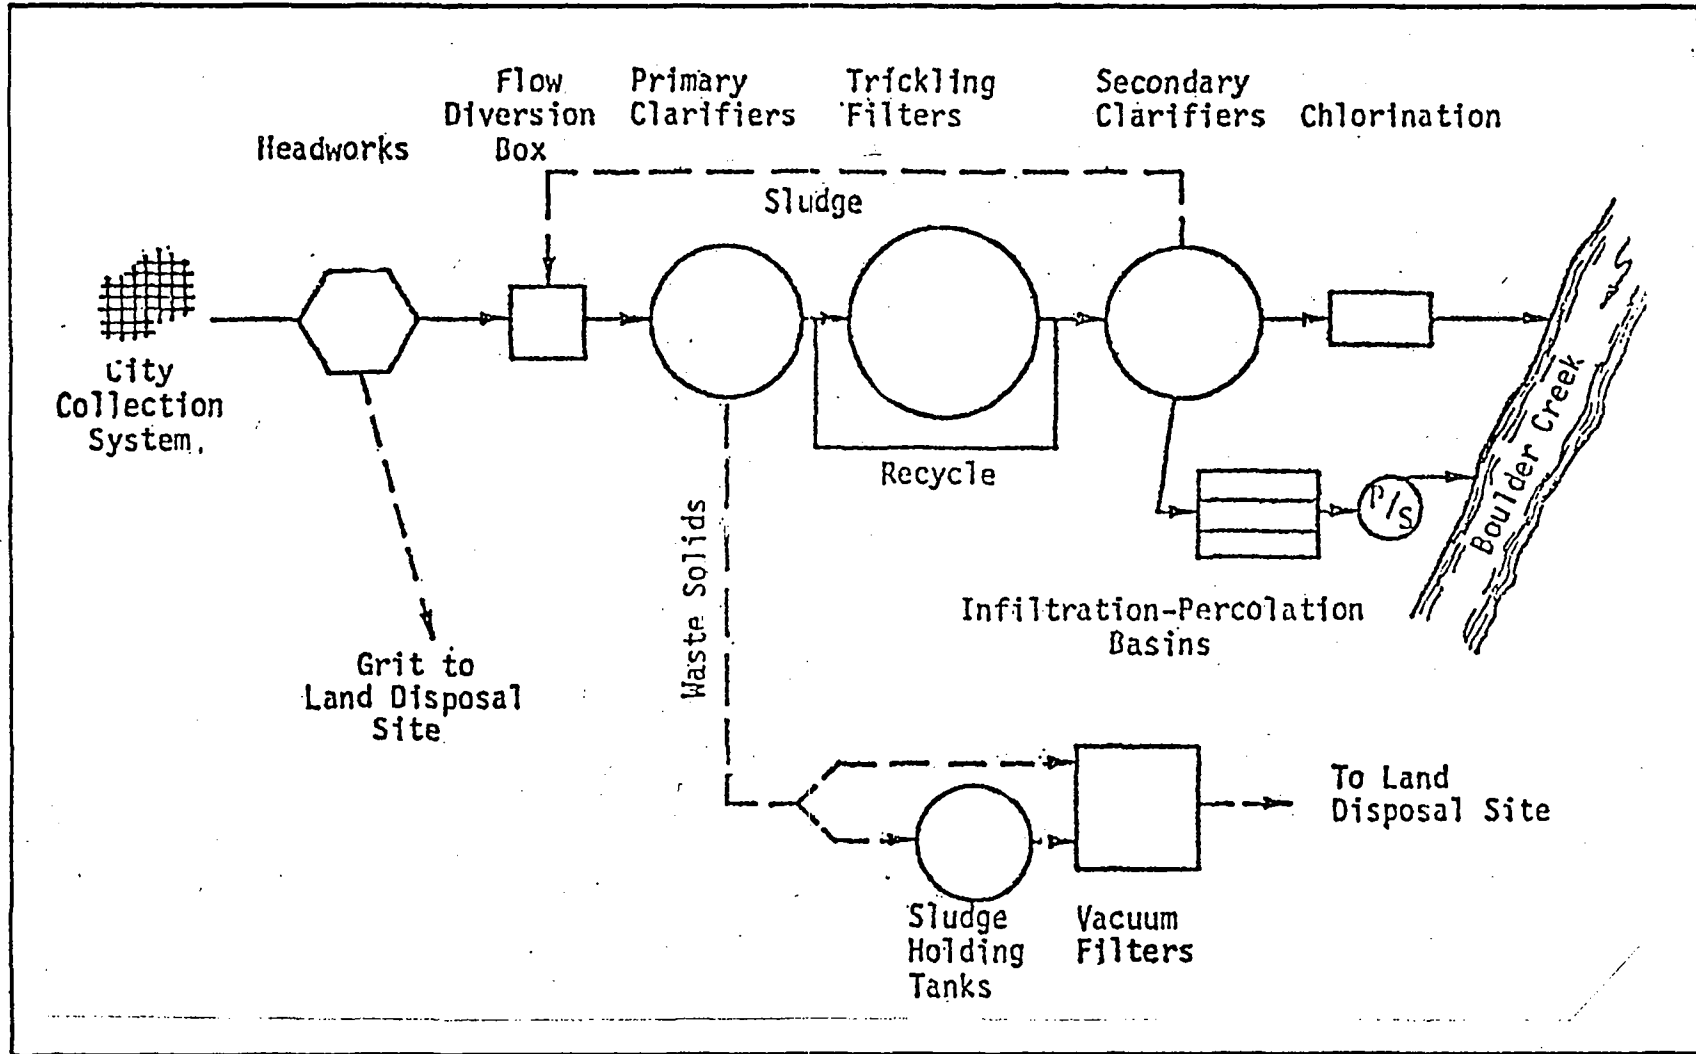 Flow
Diversion
Box
Primary
Clarifiers
Trickling
Filters
Secondary
Clarifiers
Chlorination
Headworks
Sludge
City
Collection
System.
Recycle
P/S
Boulder Creek
Waste Solids
Infiltration-Percolation
Basins
Grit to
Land Disposal
Site
To Land
Disposal Site
Sludge
Holding
Tanks
Vacuum
Filters